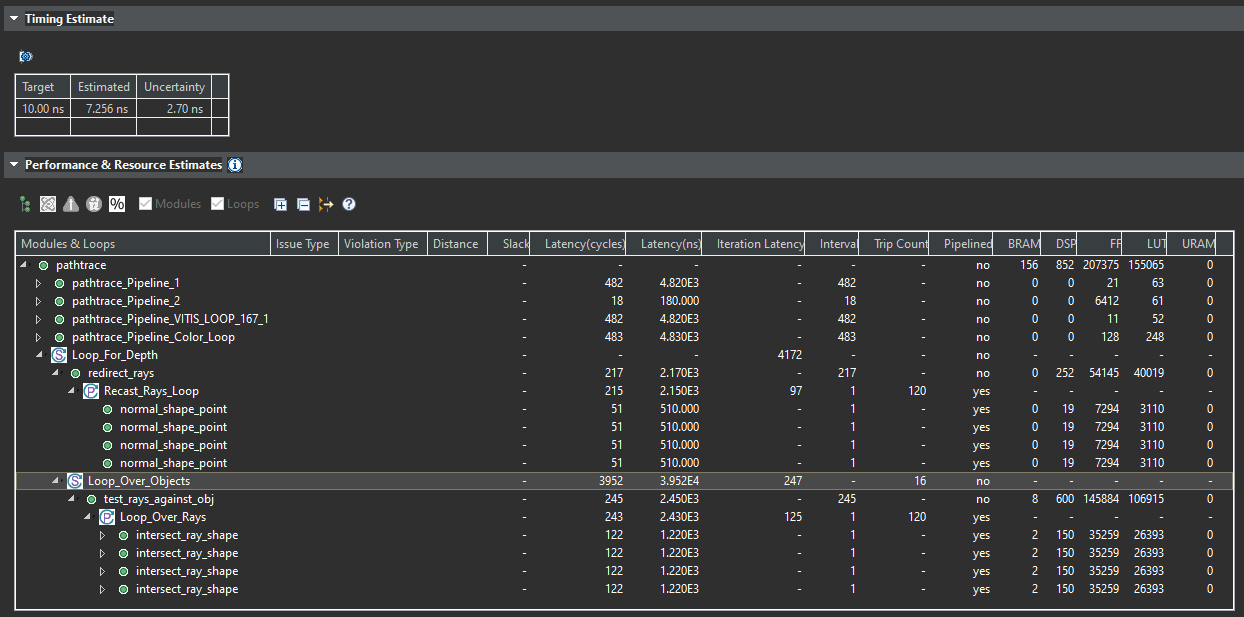 Timing Estimate
Target Estimated Uncertainty
10.00 ns 7.256 ns 2.70 ns
Performance & Resource Estimates
% Modules Loops
Modules & Loops Issue Type Violation Type Distance Slack Latency(cycles) Latency(ns) Iteration Latency Interval Trip Count Pipelined BRAM DSP FF LUT URAM
pathtrace - - - - - - no 156 852 207375 155065 0
pathtrace_Pipeline_1 - 482 4.820E3 - 482 - no 0 0 21 63 0
pathtrace_Pipeline_2 - 18 180.000 - 18 - no 0 0 6412 61 0
pathtrace_Pipeline_VITIS_LOOP_167_1 - 482 4.820E3 - 482 - no 0 0 11 52 0
pathtrace_Pipeline_Color_Loop - 483 4.830E3 - 483 - no 0 0 128 248 0
Loop_For_Depth - - - 4172 - - no - - - - -
redirect_rays - 217 2.170E3 - 217 - no 0 252 54145 40019 0
Recast_Rays_Loop - 215 2.150E3 97 1 120 yes - - - - -
normal_shape_point - 51 510.000 - 1 - yes 0 19 7294 3110 0
normal_shape_point - 51 510.000 - 1 - yes 0 19 7294 3110 0
normal_shape_point - 51 510.000 - 1 - yes 0 19 7294 3110 0
normal_shape_point - 51 510.000 - 1 - yes 0 19 7294 3110 0
Loop_Over_Objects - 3952 3.952E4 247 - 16 no - - - - -
test_rays_against_obj - 245 2.450E3 - 245 - no 8 600 145884 106915 0
Loop_Over_Rays - 243 2.430E3 125 1 120 yes - - - - -
intersect_ray_shape - 122 1.220E3 - 1 - yes 2 150 35259 26393 0
intersect_ray_shape - 122 1.220E3 - 1 - yes 2 150 35259 26393 0
intersect_ray_shape - 122 1.220E3 - 1 - yes 2 150 35259 26393 0
intersect_ray_shape - 122 1.220E3 - 1 - yes 2 150 35259 26393 0